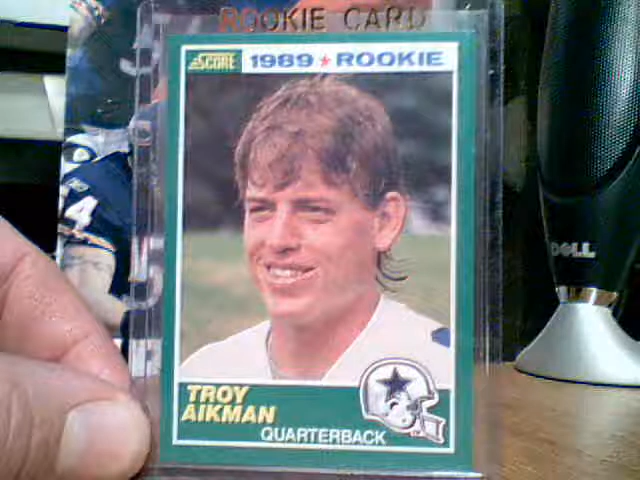 ROOKIE CARD
SCORE 1989 ★ ROOKIE
DELL
TROY
AIKMAN
QUARTERBACK